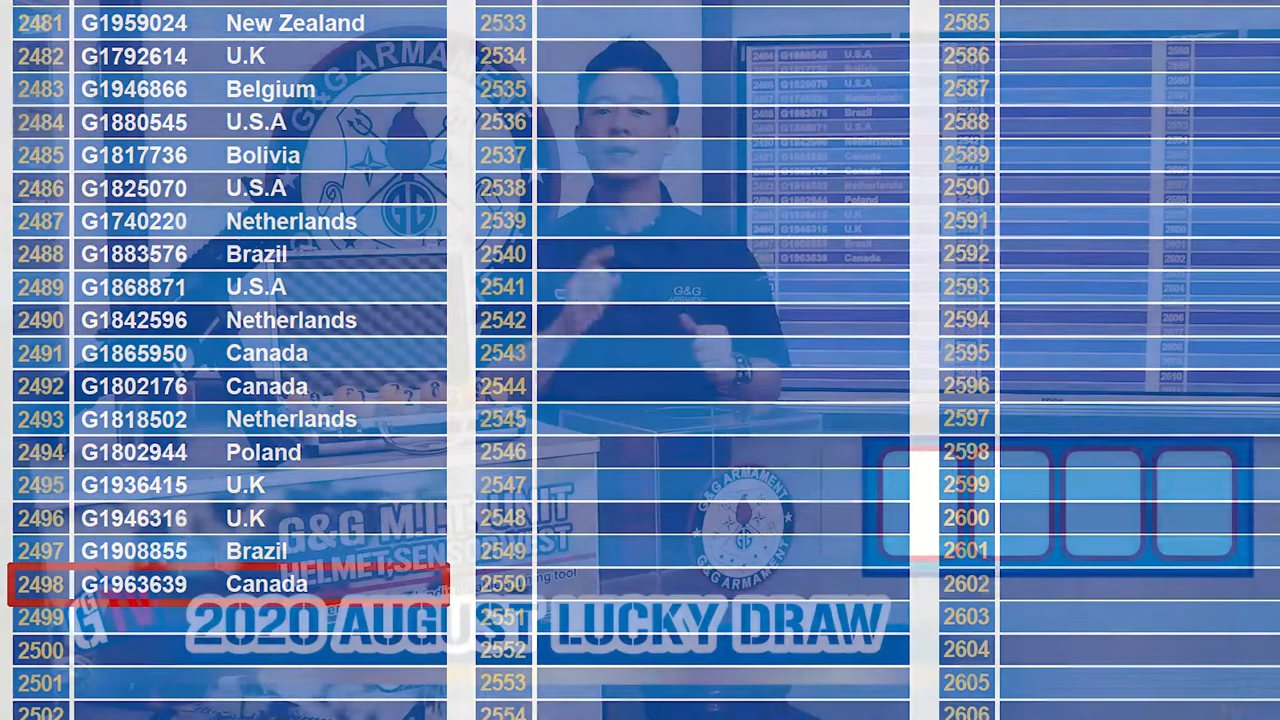 2481 G1959024 New Zealand 2533 2585
2482 G1792614 U.K 2534 2586
2483 G1946866 Belgium 2535 2587
2484 G1880545 U.S.A 2536 2588
2485 G1817736 Bolivia 2537 2589
2486 G1825070 U.S.A 2538 2590
2487 G1740220 Netherlands 2539 2591
2488 G1883576 Brazil 2540 2592
2489 G1868871 U.S.A 2541 2593
2490 G1842596 Netherlands 2542 2594
2491 G1865950 Canada 2543 2595
2492 G1802176 Canada 2544 2596
2493 G1818502 Netherlands 2545 2597
2494 G1802944 Poland 2546 2598
2495 G1936415 U.K 2547 2599
2496 G1946316 U.K 2548 2600
2497 G1908855 Brazil 2549 2601
2498 G1963639 Canada 2550 2602
2499 2551 2603
2500 2552 2604
2501 2553 2605
2502 2554 2606
G&G
G&G ARMAMENT
G&G ARMAMENT
HELMET,SENSOR VEST
2020 AUGUST LUCKY DRAW